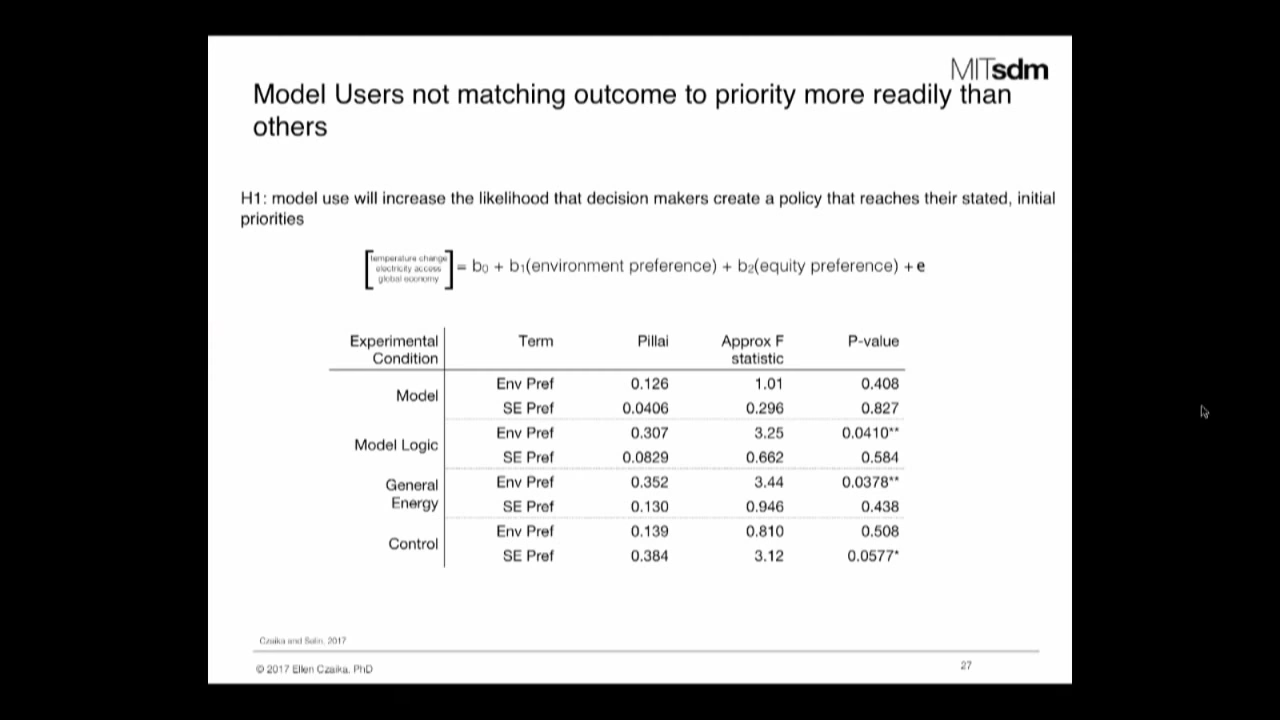 MITsdm
Model Users not matching outcome to priority more readily than
others
H1: model use will increase the likelihood that decision makers create a policy that reaches their stated, initial
priorities
temperature change
electricity access
global economy
= b₀ + b₁(environment preference) + b₂(equity preference) + e
Experimental Condition Term Pillai Approx F statistic P-value
Model Env Pref 0.126 1.01 0.408
SE Pref 0.0406 0.296 0.827
Model Logic Env Pref 0.307 3.25 0.0410**
SE Pref 0.0829 0.662 0.584
General Energy Env Pref 0.352 3.44 0.0378**
SE Pref 0.130 0.946 0.438
Control Env Pref 0.139 0.810 0.508
SE Pref 0.384 3.12 0.0577*
Czaika and Selin, 2017
© 2017 Ellen Czaika, PhD
27